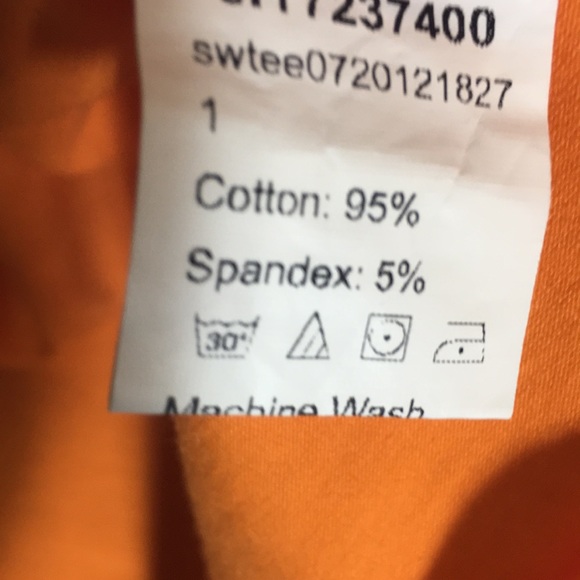 7237400
swtee0720121827
1
Cotton: 95%
Spandex: 5%
30°
Machine Wash